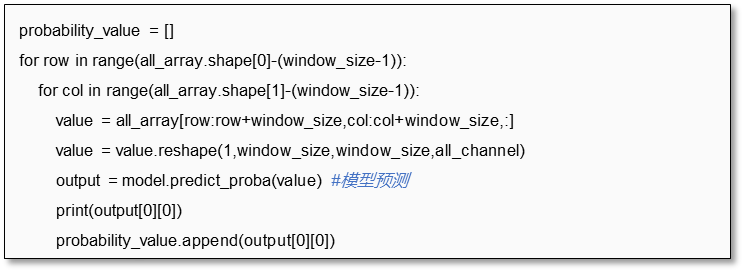 probability_value = []
for row in range(all_array.shape[0]-(window_size-1)):
    for col in range(all_array.shape[1]-(window_size-1)):
        value = all_array[row:row+window_size,col:col+window_size,:]
        value = value.reshape(1,window_size,window_size,all_channel)
        output = model.predict_proba(value) #模型预测
        print(output[0][0])
        probability_value.append(output[0][0])